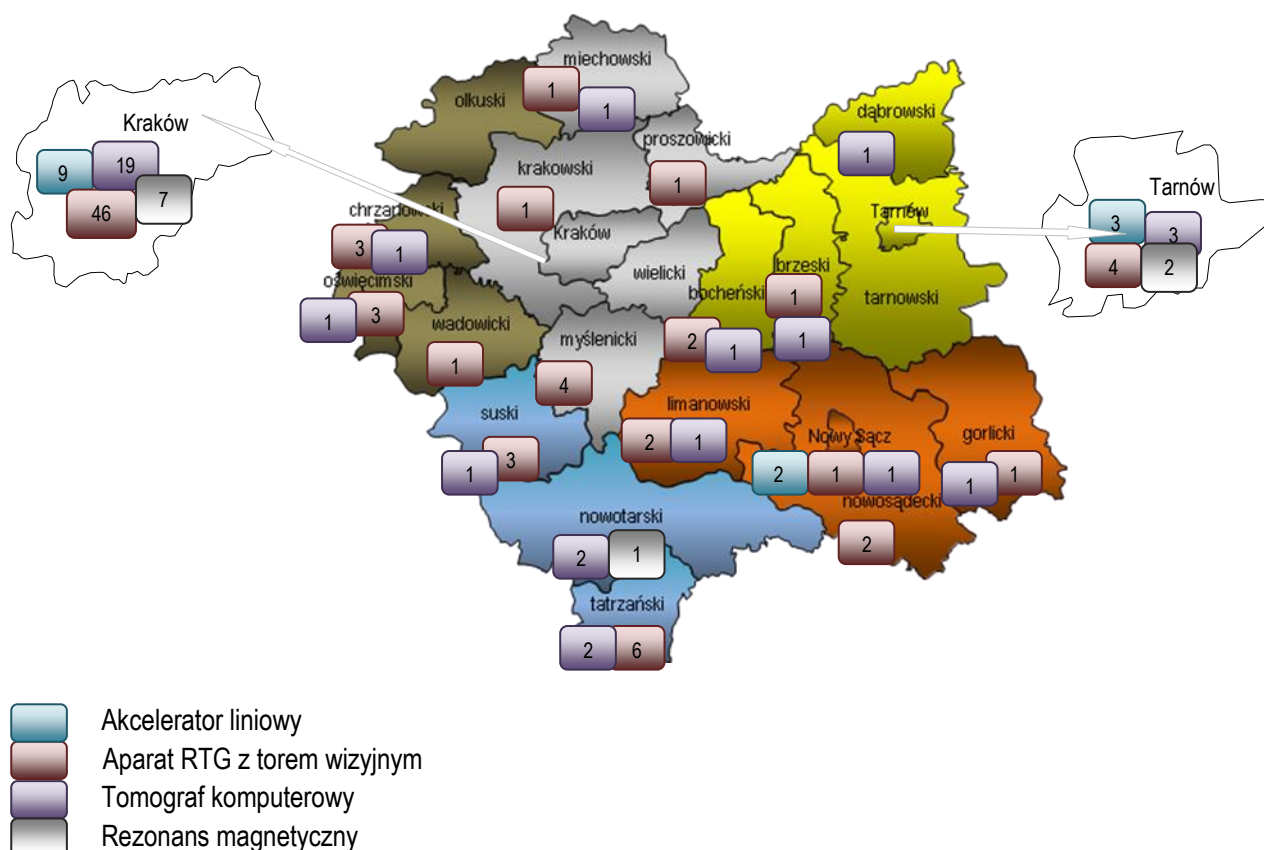 miechowski
1
1
olkuski
dąbrowski
1
Kraków
9
19
46
7
proszowicki
1
krakowski
1
Tarnów
3
3
4
2
chrzanowski
3
1
Tarnów
Kraków
wielicki
brzeski
1
1
bocheński
2
1
tarnowski
oświęcimski
1
3
wadowicki
1
myślenicki
4
suski
1
3
limanowski
2
1
Nowy Sącz
2
1
1
gorlicki
1
1
nowosądecki
2
nowotarski
2
1
tatrzański
2
6
Akcelerator liniowy
Aparat RTG z torem wizyjnym
Tomograf komputerowy
Rezonans magnetyczny